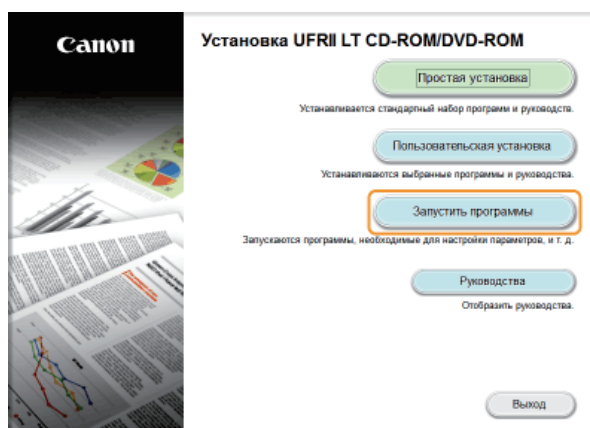 Canon
Установка UFRII LT CD-ROM/DVD-ROM
Простая установка
Устанавливается стандартный набор программ и руководств.
Пользовательская установка
Устанавливаются выбранные программы и руководства.
Запустить программы
Запускаются программы, необходимые для настройки параметров, и т. д.
Руководства
Отобразить руководства.
Выход